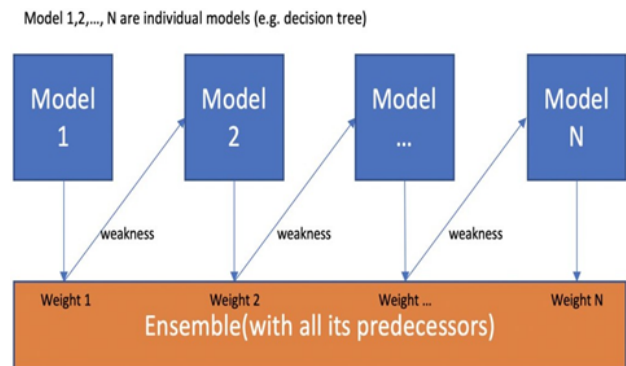 Model 1,2,..., N are individual models (e.g. decision tree)
Model
1
Model
2
Model
...
Model
N
weakness
weakness
weakness
Weight 1
Weight 2
Weight ...
Weight N
Ensemble(with all its predecessors)